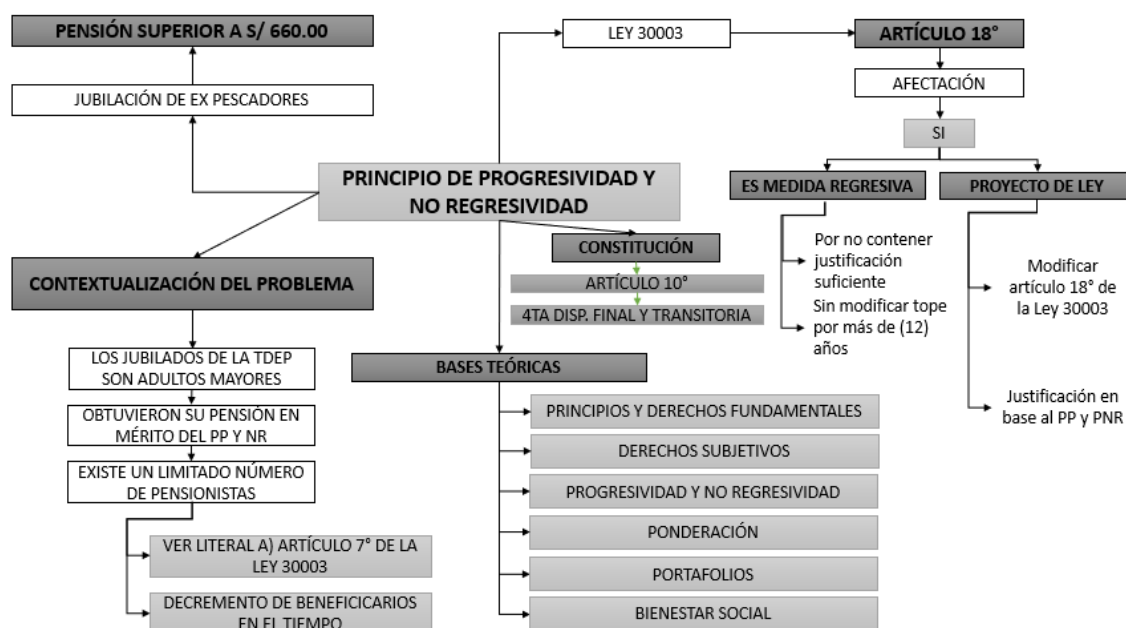 PENSIÓN SUPERIOR A S/ 660.00
JUBILACIÓN DE EX PESCADORES
LEY 30003
ARTÍCULO 18°
AFECTACIÓN
SI
ES MEDIDA REGRESIVA
PROYECTO DE LEY
Por no contener
justificación
suficiente
Sin modificar tope
por más de (12)
años
Modificar
artículo 18° de
la Ley 30003
Justificación en
base al PP y PNR
PRINCIPIO DE PROGRESIVIDAD Y
NO REGRESIVIDAD
CONSTITUCIÓN
ARTÍCULO 10°
4TA DISP. FINAL Y TRANSITORIA
CONTEXTUALIZACIÓN DEL PROBLEMA
LOS JUBILADOS DE LA TDEP
SON ADULTOS MAYORES
OBTUVIERON SU PENSIÓN EN
MÉRITO DEL PP Y NR
EXISTE UN LIMITADO NÚMERO
DE PENSIONISTAS
VER LITERAL A) ARTÍCULO 7° DE LA
LEY 30003
DECREMENTO DE BENEFICICARIOS
EN EL TIEMPO
BASES TEÓRICAS
PRINCIPIOS Y DERECHOS FUNDAMENTALES
DERECHOS SUBJETIVOS
PROGRESIVIDAD Y NO REGRESIVIDAD
PONDERACIÓN
PORTAFOLIOS
BIENESTAR SOCIAL